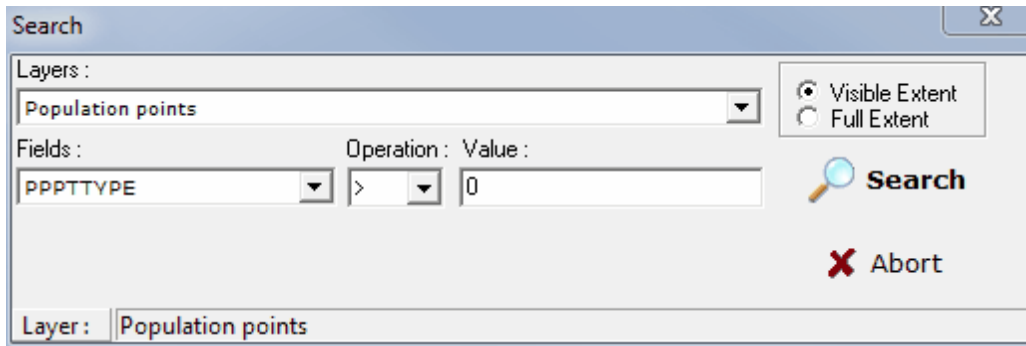 Search
Layers :
Population points
Visible Extent
Full Extent
Fields : Operation : Value :
PPPTTYPE > 0
Search
Abort
Layer : Population points